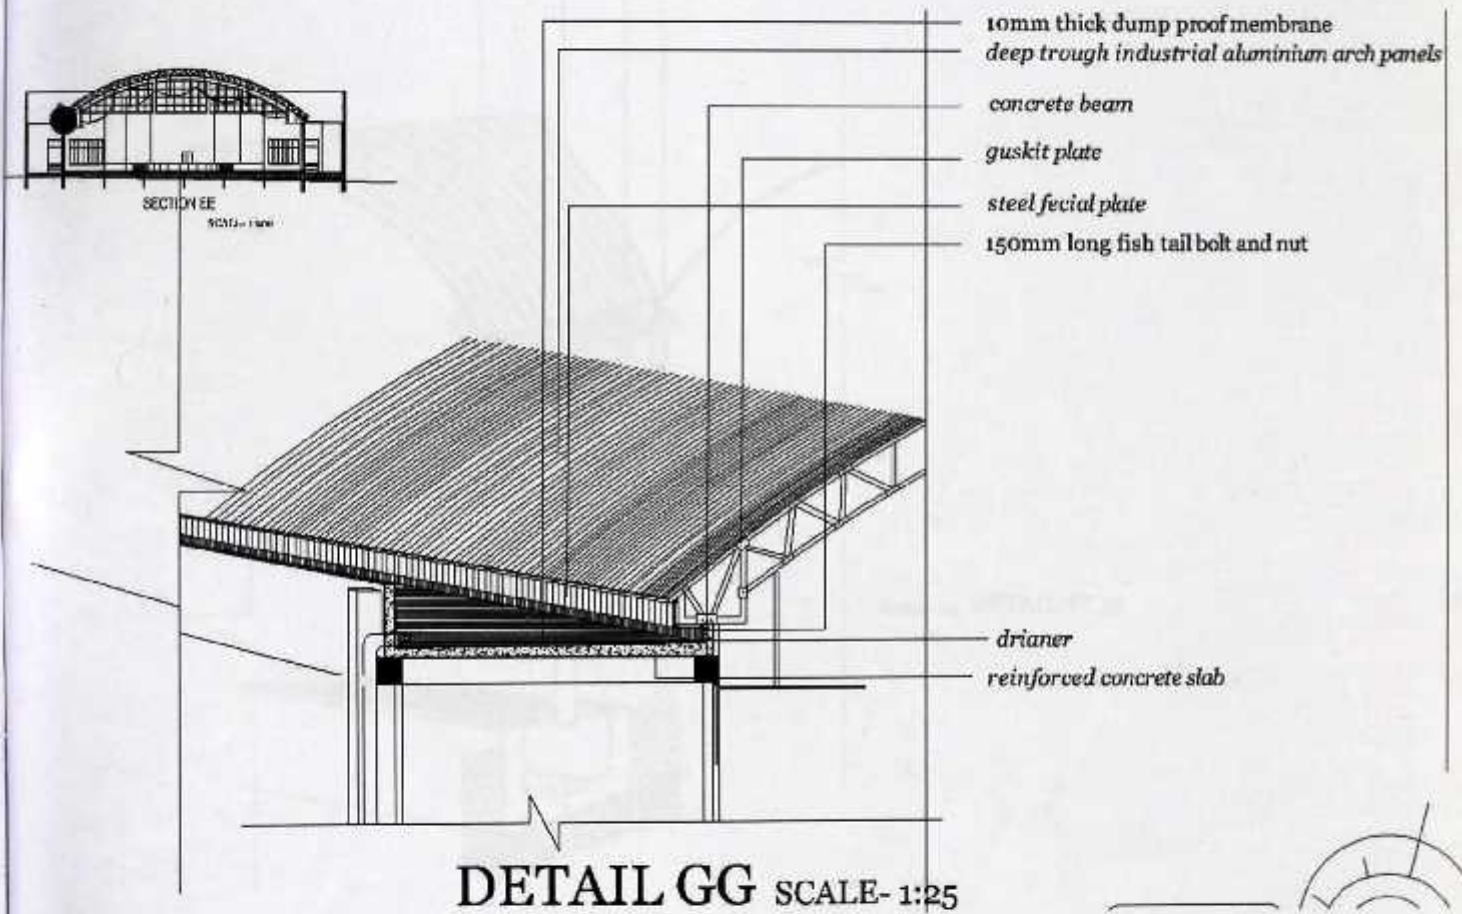 10mm thick dump proof membrane
deep trough industrial aluminium arch panels
concrete beam
guskit plate
steel fecial plate
150mm long fish tail bolt and nut
SECTION EE
drianer
reinforced concrete slab
DETAIL GG SCALE- 1:25